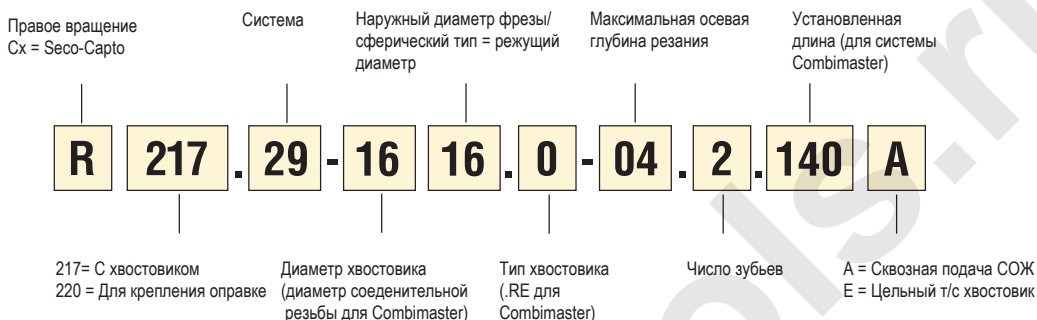 Правое вращение
Cx = Seco-Capto
Система
Наружный диаметр фрезы/
сферический тип = режущий
диаметр
Максимальная осевая
глубина резания
Установленная
длина (для системы
Combimaster)
R 217 . 29 - 16 16 . 0 - 04 . 2 . 140 A
217= С хвостовиком
220 = Для крепления оправке
Диаметр хвостовика
(диаметр соеденительной
резьбы для Combimaster)
Тип хвостовика
(.RE для
Combimaster)
Число зубьев
A = Сквозная подача СОЖ
E = Цельный т/с хвостовик